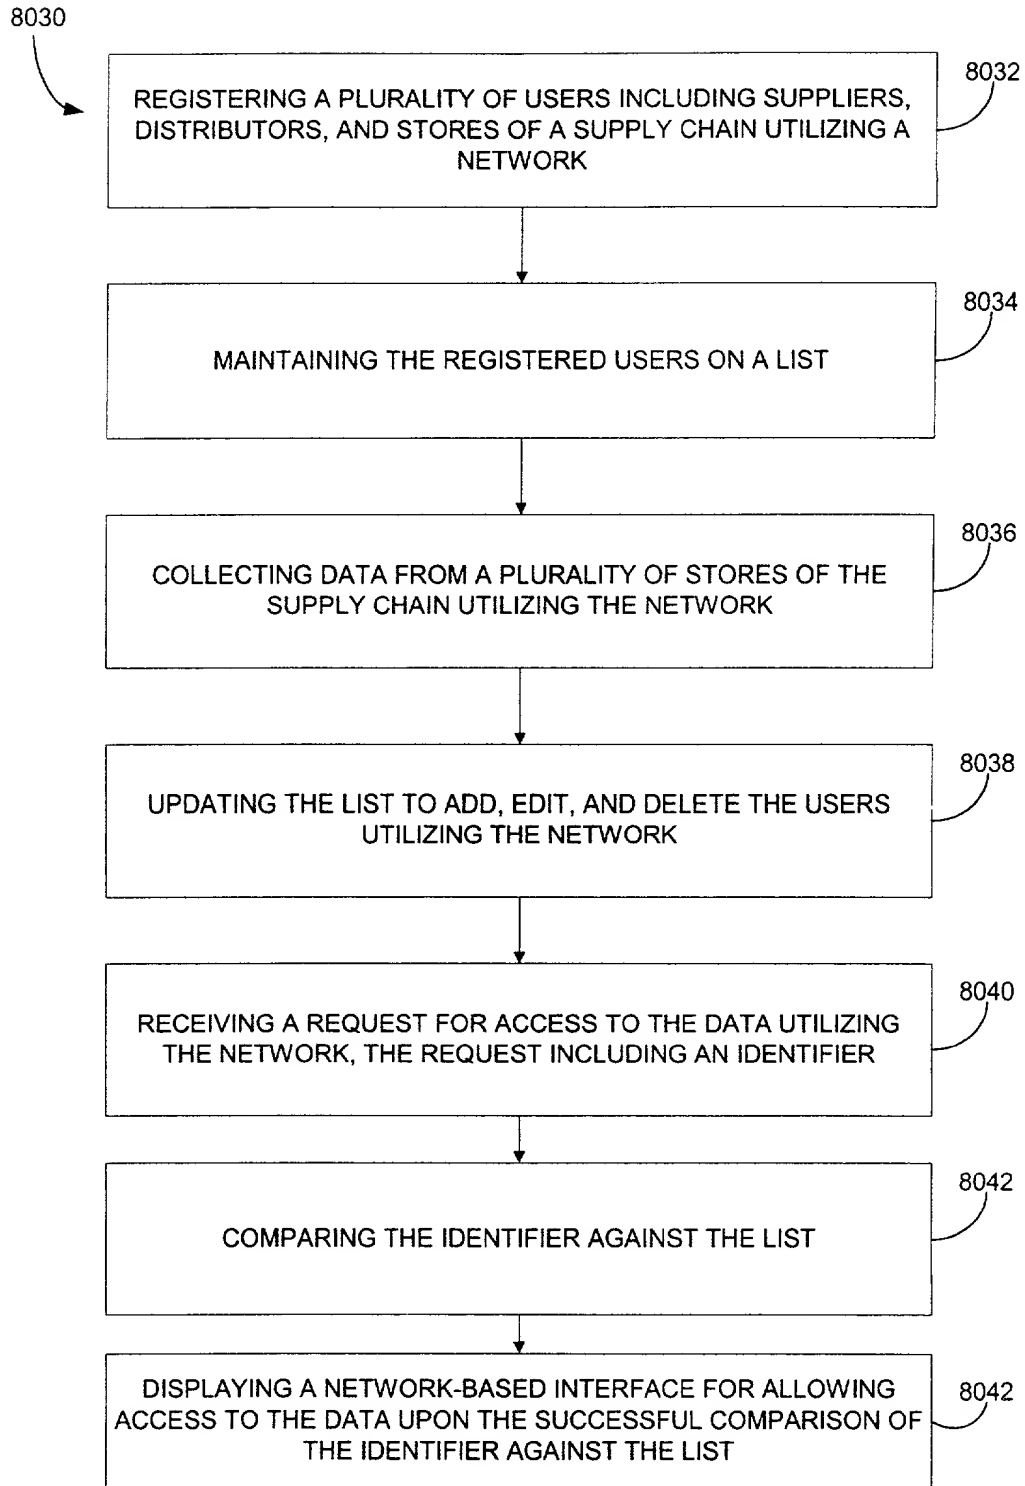 8030
8032
REGISTERING A PLURALITY OF USERS INCLUDING SUPPLIERS,
DISTRIBUTORS, AND STORES OF A SUPPLY CHAIN UTILIZING A
NETWORK
8034
MAINTAINING THE REGISTERED USERS ON A LIST
8036
COLLECTING DATA FROM A PLURALITY OF STORES OF THE
SUPPLY CHAIN UTILIZING THE NETWORK
8038
UPDATING THE LIST TO ADD, EDIT, AND DELETE THE USERS
UTILIZING THE NETWORK
8040
RECEIVING A REQUEST FOR ACCESS TO THE DATA UTILIZING
THE NETWORK, THE REQUEST INCLUDING AN IDENTIFIER
8042
COMPARING THE IDENTIFIER AGAINST THE LIST
8042
DISPLAYING A NETWORK-BASED INTERFACE FOR ALLOWING
ACCESS TO THE DATA UPON THE SUCCESSFUL COMPARISON OF
THE IDENTIFIER AGAINST THE LIST